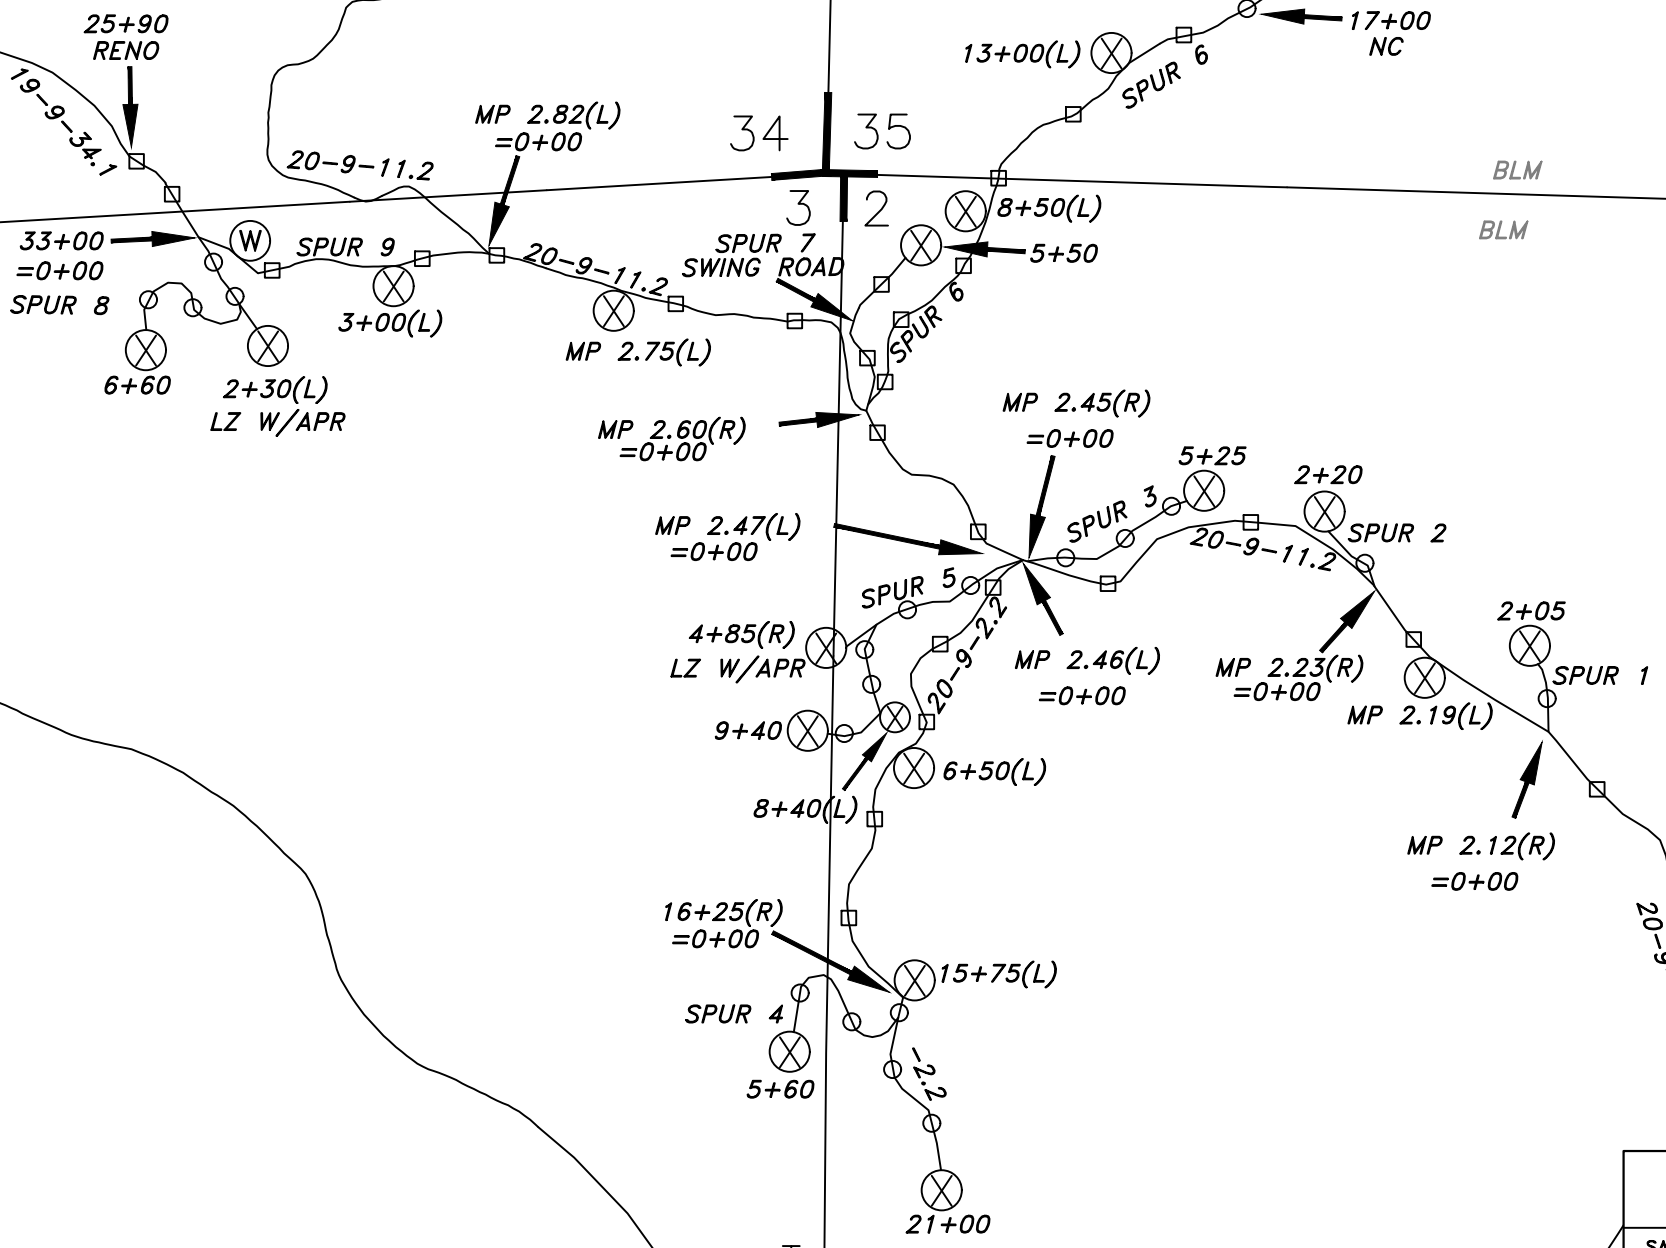 25+90
RENO
19-9-34.1
MP 2.82(L)
=0+00
20-9-11.2
34
35
3
2
13+00(L)
SPUR 6
17+00
NC
BLM
BLM
8+50(L)
5+50
SPUR 7
SWING ROAD
33+00
=0+00
W
SPUR 9
SPUR 8
20-9-11.2
3+00(L)
MP 2.75(L)
6+60
2+30(L)
LZ W/APR
SPUR 6
MP 2.60(R)
=0+00
MP 2.45(R)
=0+00
5+25
SPUR 3
2+20
SPUR 2
20-9-11.2
MP 2.47(L)
=0+00
SPUR 5
4+85(R)
LZ W/APR
20-9-2.2
MP 2.46(L)
=0+00
MP 2.23(R)
=0+00
2+05
SPUR 1
MP 2.19(L)
9+40
6+50(L)
8+40(L)
MP 2.12(R)
=0+00
20-9
16+25(R)
=0+00
15+75(L)
SPUR 4
5+60
-2.2
21+00